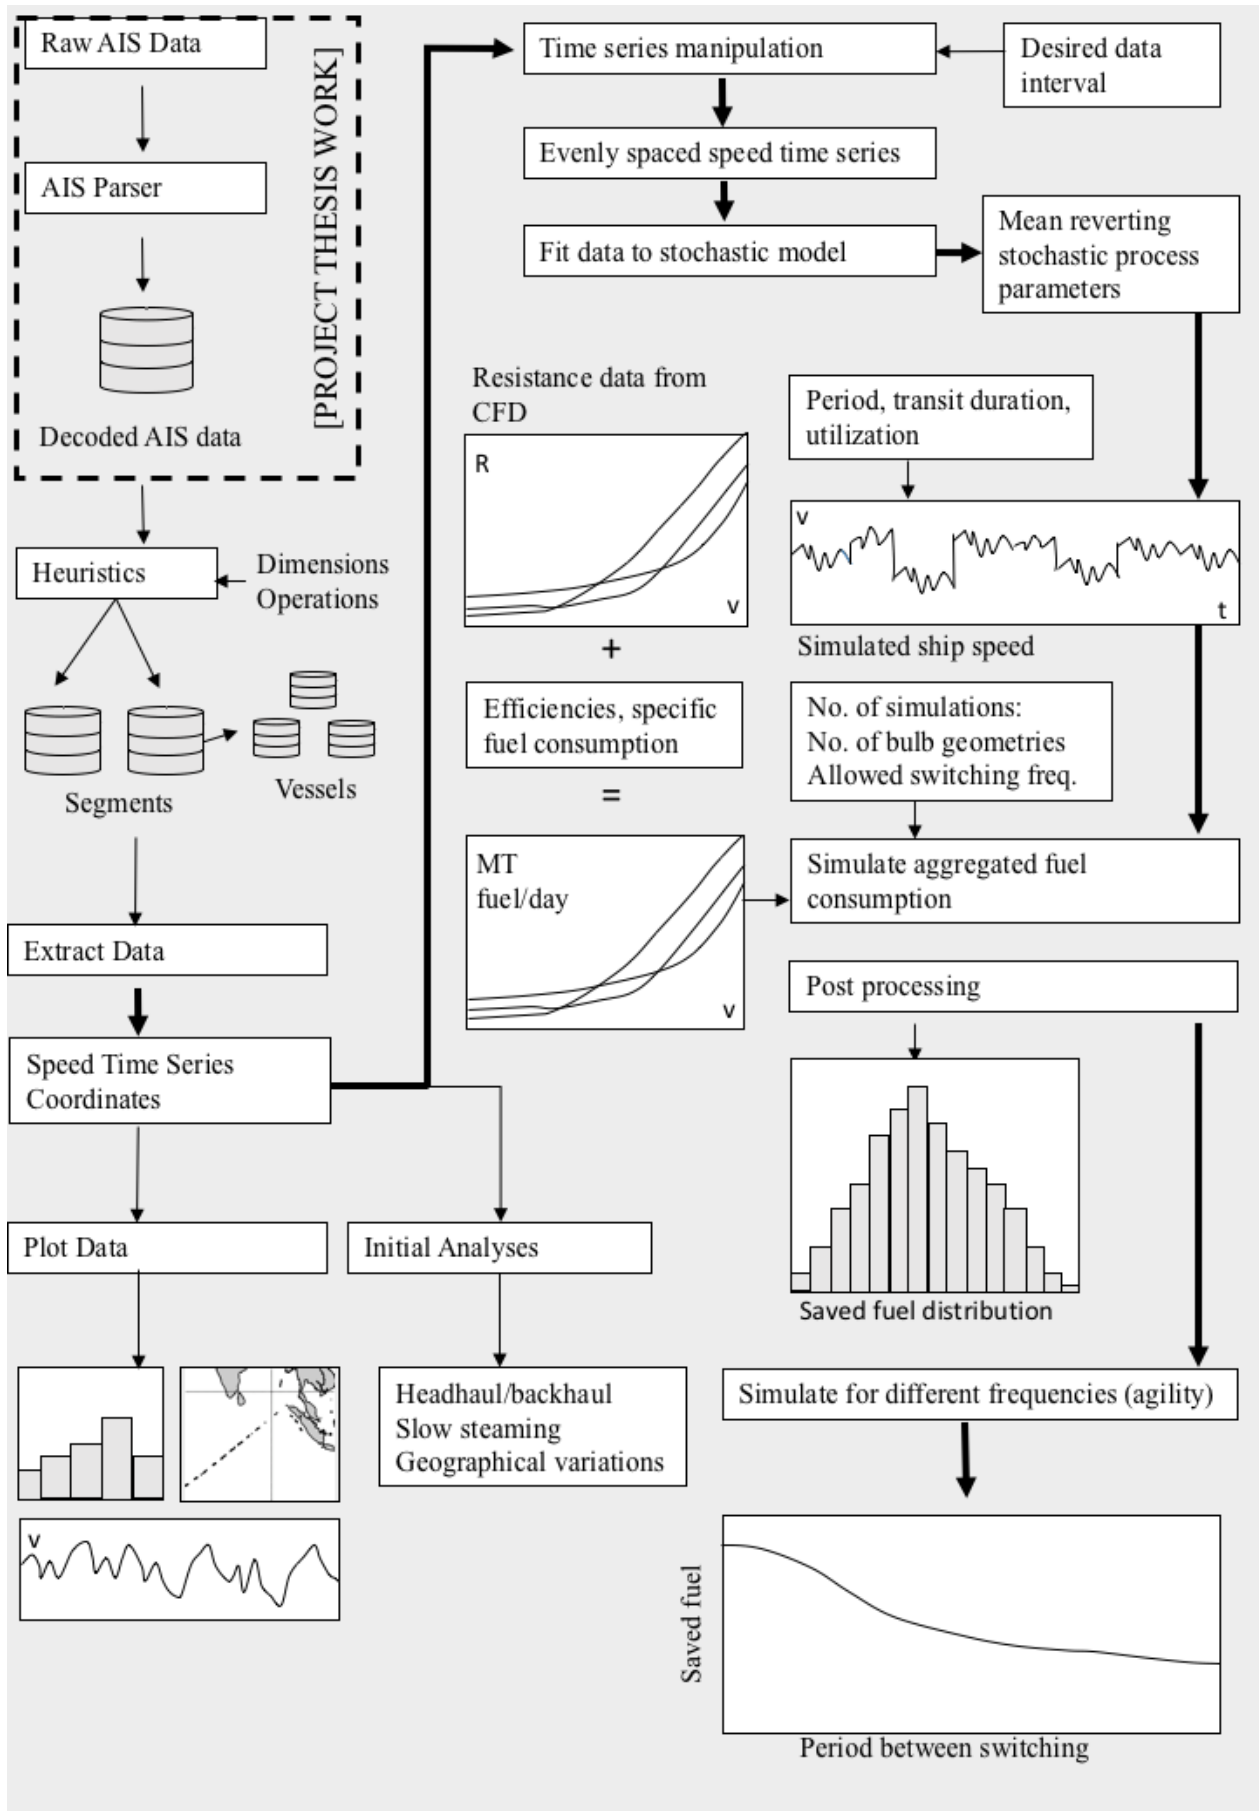 Raw AIS Data
AIS Parser
Decoded AIS data
[PROJECT THESIS WORK]
Heuristics
Dimensions
Operations
Segments
Vessels
Extract Data
Speed Time Series
Coordinates
Plot Data
v
Initial Analyses
Headhaul/backhaul
Slow steaming
Geographical variations
Time series manipulation
Desired data
interval
Evenly spaced speed time series
Fit data to stochastic model
Mean reverting
stochastic process
parameters
Resistance data from
CFD
R
v
+
Efficiencies, specific
fuel consumption
=
MT
fuel/day
v
Period, transit duration,
utilization
v
t
Simulated ship speed
No. of simulations:
No. of bulb geometries
Allowed switching freq.
Simulate aggregated fuel
consumption
Post processing
Saved fuel distribution
Simulate for different frequencies (agility)
Saved fuel
Period between switching